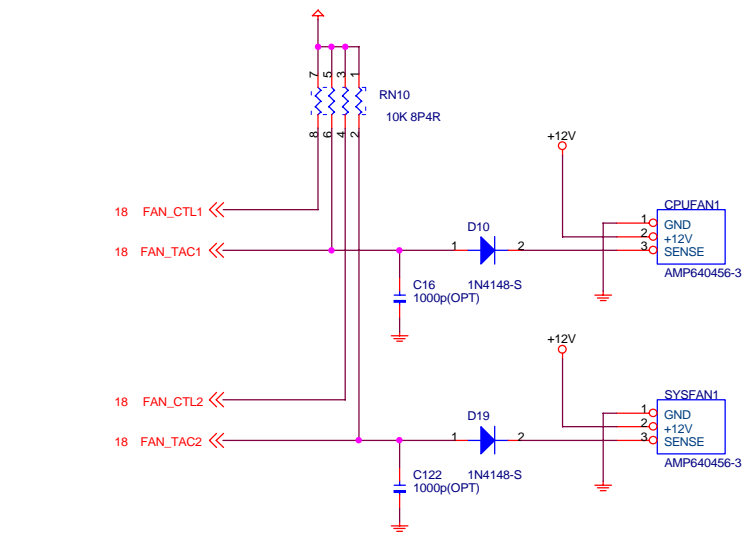 7 5 3 1
RN10
10K 8P4R
8 6 4 2
+12V
18 FAN_CTL1
CPUFAN1
1 GND
2 +12V
3 SENSE
AMP640456-3
18 FAN_TAC1
D10
1 2
1N4148-S
C16
1000p(OPT)
+12V
18 FAN_CTL2
SYSFAN1
1 GND
2 +12V
3 SENSE
AMP640456-3
18 FAN_TAC2
D19
1 2
1N4148-S
C122
1000p(OPT)